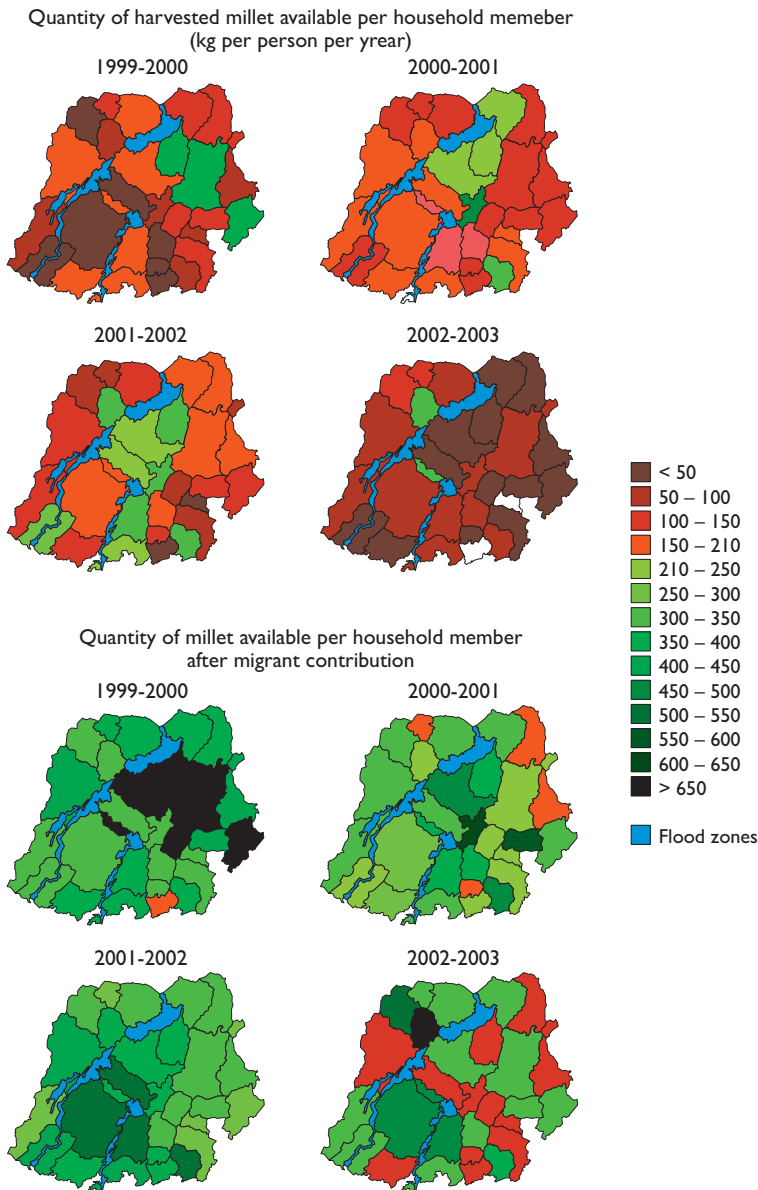 Quantity of harvested millet available per household memeber
(kg per person per yrear)
1999-2000
2000-2001
2001-2002
2002-2003
< 50
50 – 100
100 – 150
150 – 210
210 – 250
250 – 300
300 – 350
350 – 400
400 – 450
450 – 500
500 – 550
550 – 600
600 – 650
> 650
Flood zones
Quantity of millet available per household member
after migrant contribution
1999-2000
2000-2001
2001-2002
2002-2003